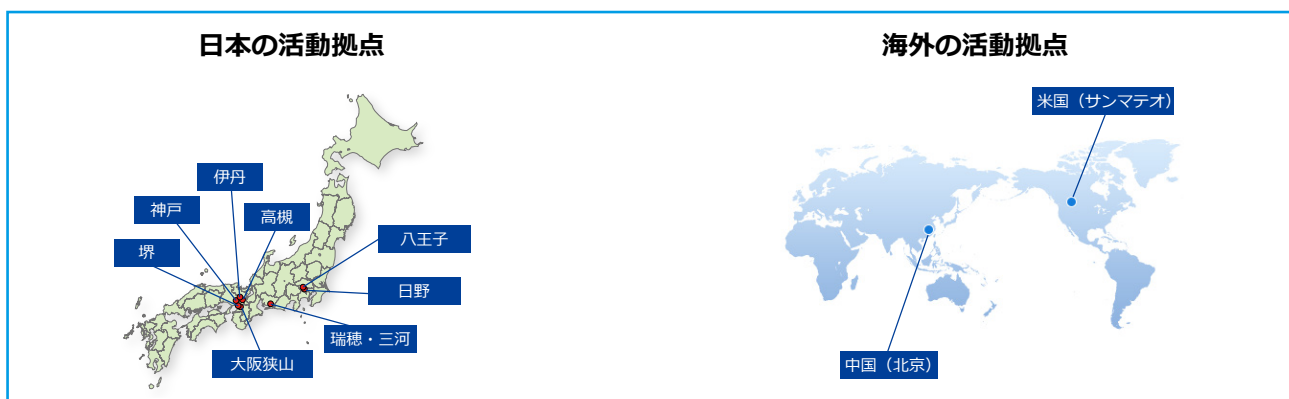 日本の活動拠点
伊丹
神戸
高槻
堺
八王子
日野
瑞穂・三河
大阪狭山
海外の活動拠点
米国（サンマテオ）
中国（北京）